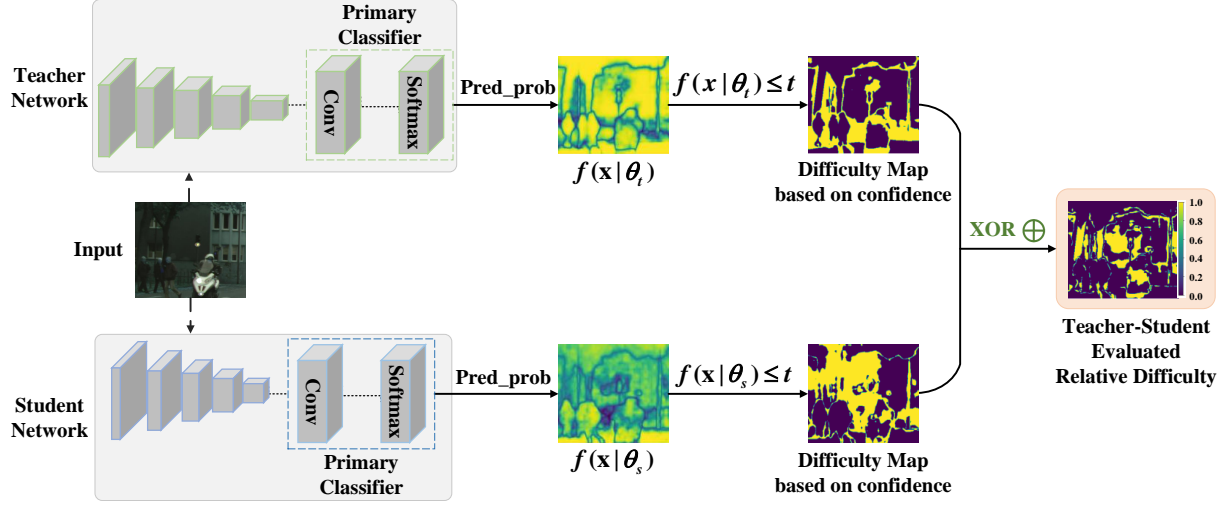 Primary
Classifier
Teacher
Network
Conv
Softmax
Pred_prob
f(x|θₜ)
f(x|θₜ) ≤ t
Difficulty Map
based on confidence
Input
XOR ⊕
1.0
0.8
0.6
0.4
0.2
0.0
Teacher-Student
Evaluated
Relative Difficulty
Student
Network
Conv
Softmax
Primary
Classifier
Pred_prob
f(x|θₛ)
f(x|θₛ) ≤ t
Difficulty Map
based on confidence